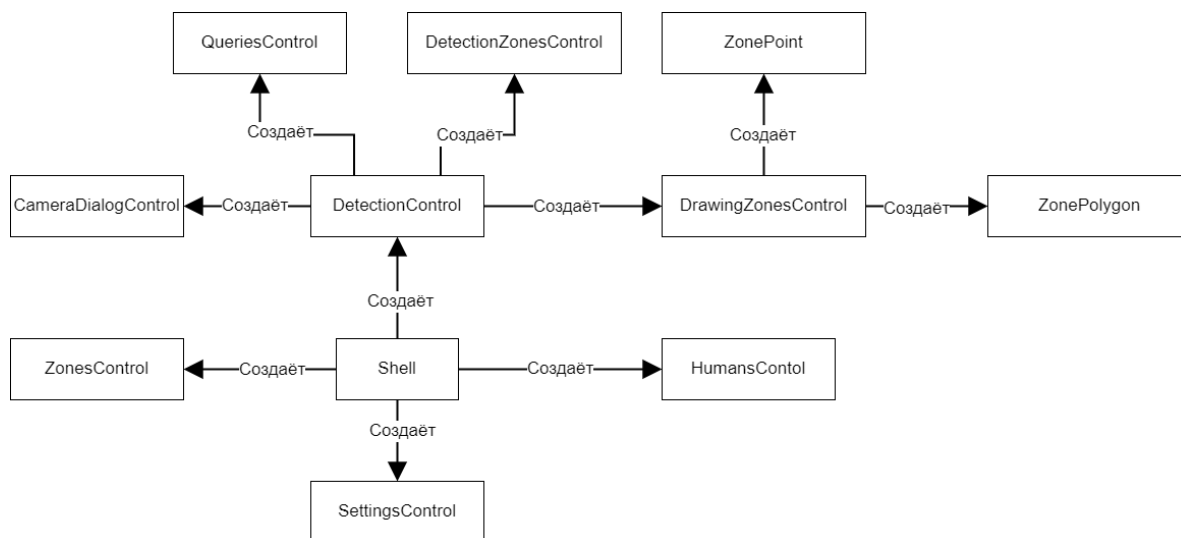 QueriesControl
DetectionZonesControl
ZonePoint
Создаёт
Создаёт
Создаёт
CameraDialogControl
Создаёт
DetectionControl
Создаёт
DrawingZonesControl
Создаёт
ZonePolygon
Создаёт
ZonesControl
Создаёт
Shell
Создаёт
HumansContol
Создаёт
SettingsControl